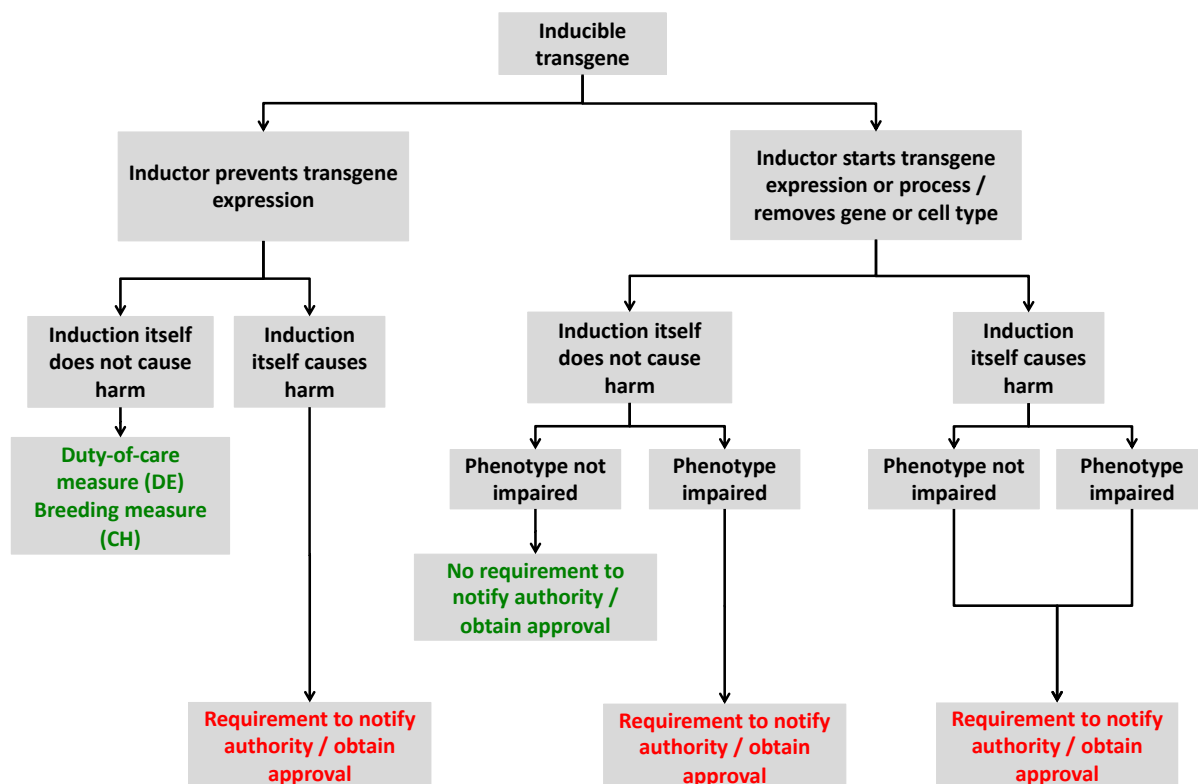 Inducible
transgene
Inductor prevents transgene
expression
Inductor starts transgene
expression or process /
removes gene or cell type
Induction itself
does not cause
harm
Induction
itself causes
harm
Induction itself
does not cause
harm
Induction
itself causes
harm
Duty-of-care
measure (DE)
Breeding measure
(CH)
Phenotype not
impaired
Phenotype
impaired
Phenotype not
impaired
Phenotype
impaired
No requirement to
notify authority /
obtain approval
Requirement to notify
authority / obtain
approval
Requirement to notify
authority / obtain
approval
Requirement to notify
authority / obtain
approval